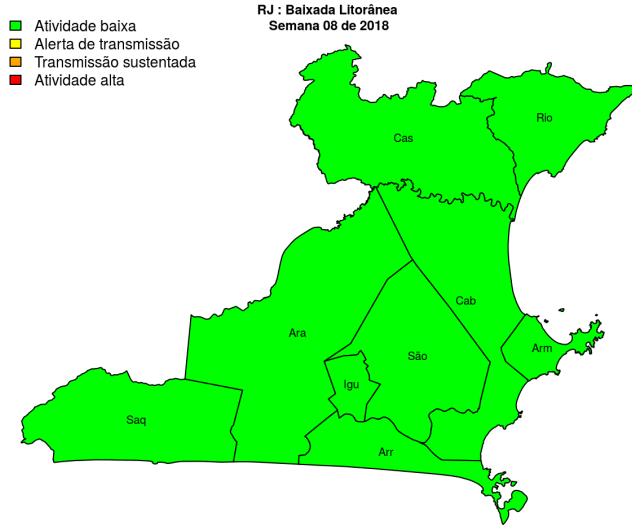 RJ : Baixada Litorânea
Semana 08 de 2018
Atividade baixa
Alerta de transmissão
Transmissão sustentada
Atividade alta
Rio
Cas
Cab
Ara
Arm
São
Igu
Saq
Arr